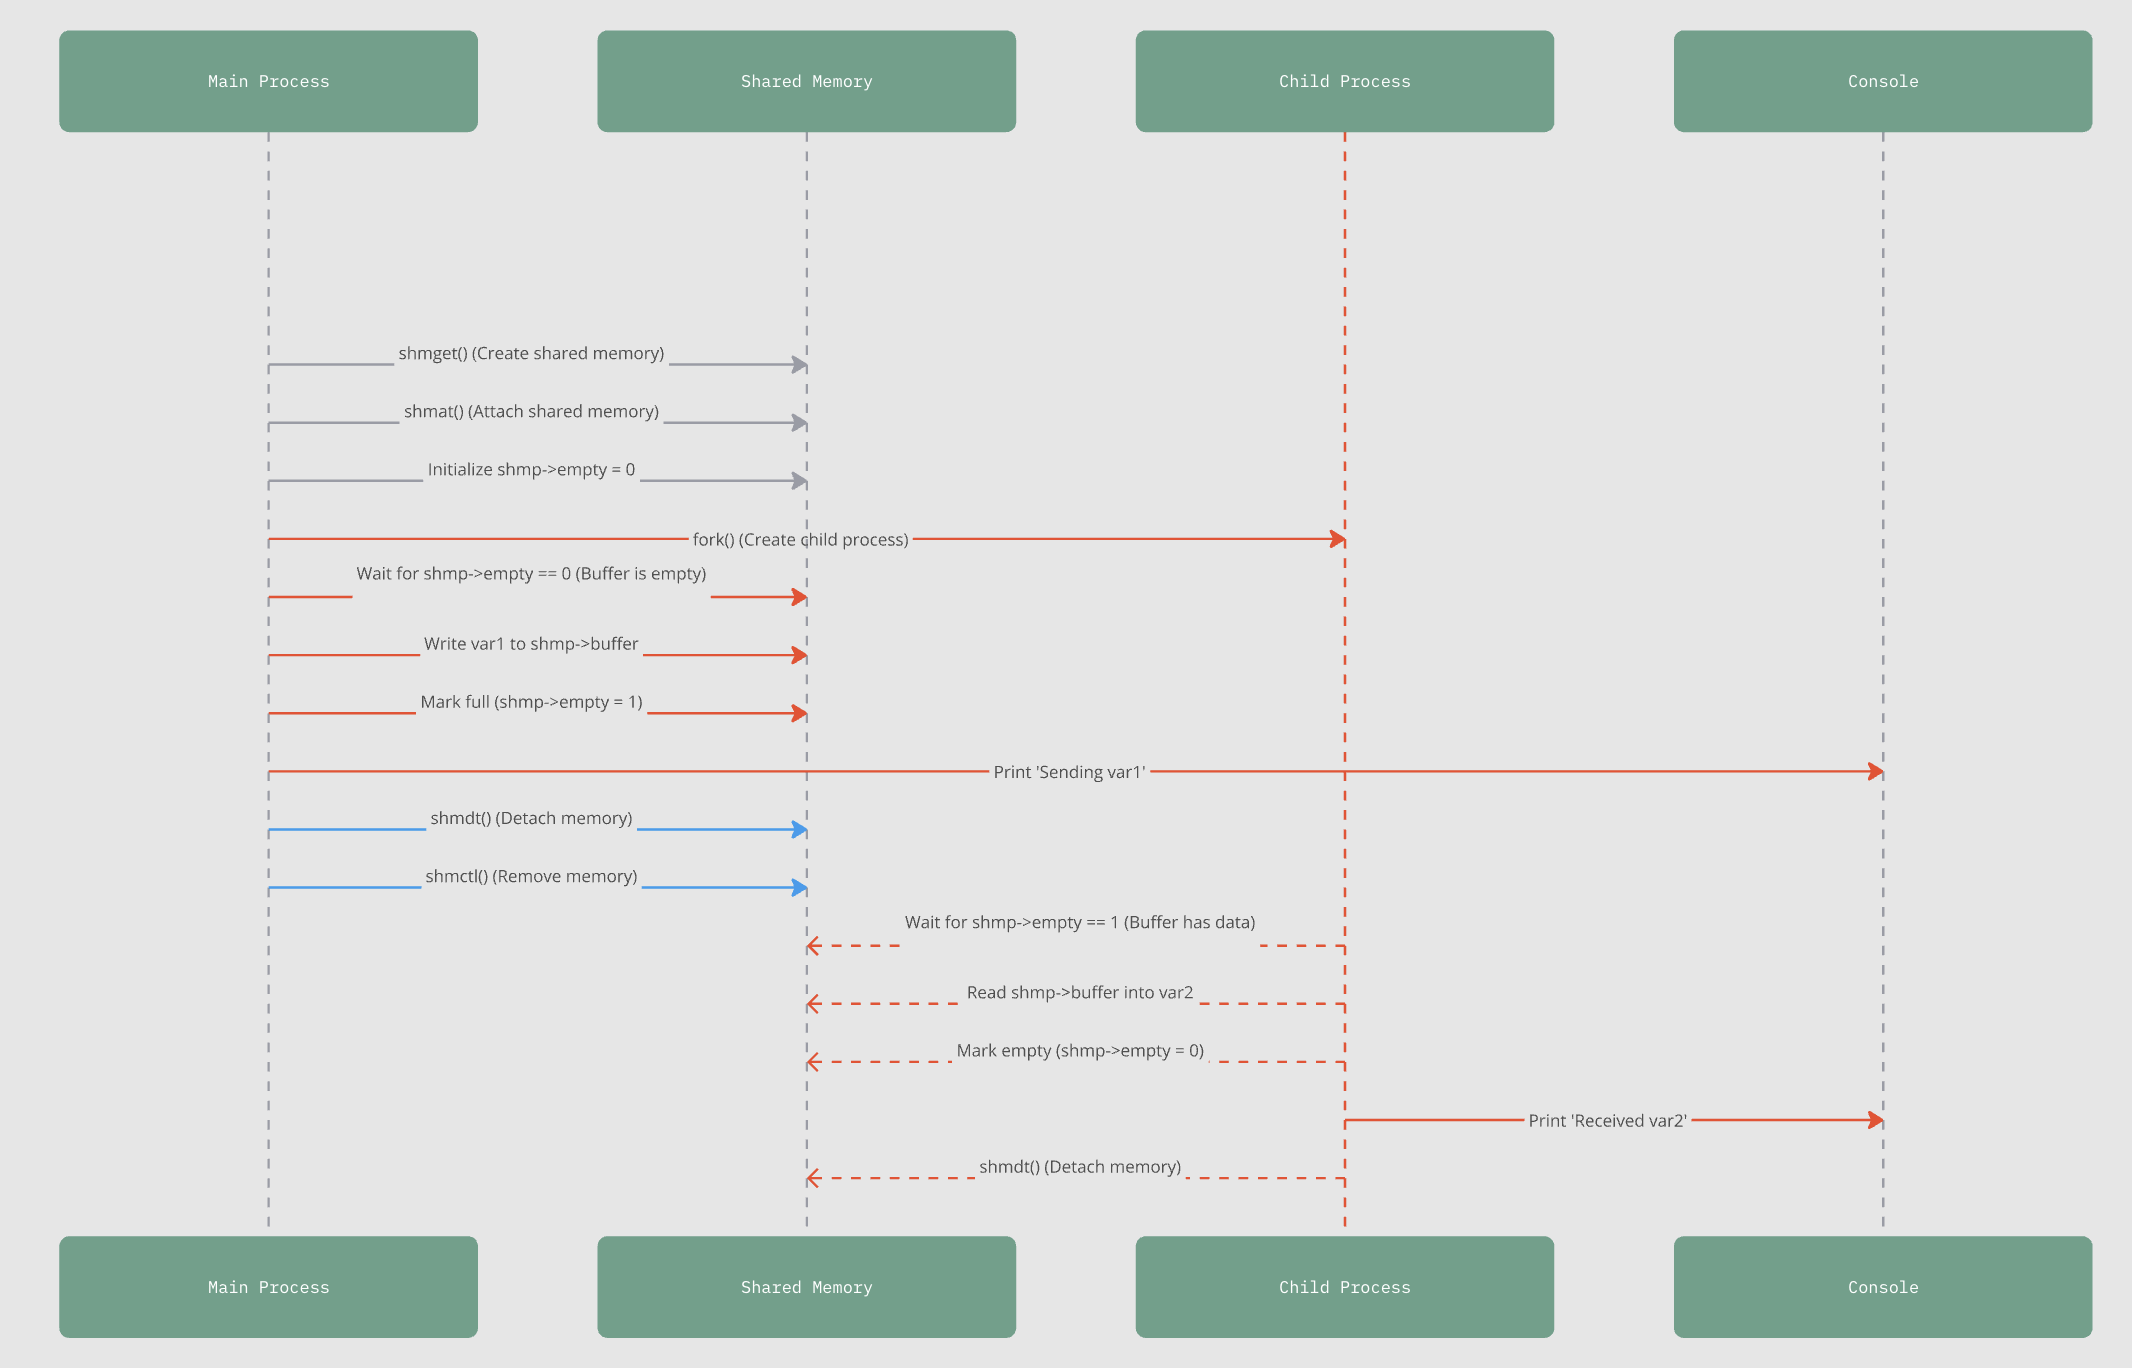 Main Process
Shared Memory
Child Process
Console
shmget() (Create shared memory)
shmat() (Attach shared memory)
Initialize shmp->empty = 0
fork() (Create child process)
Wait for shmp->empty == 0 (Buffer is empty)
Write var1 to shmp->buffer
Mark full (shmp->empty = 1)
Print 'Sending var1'
shmdt() (Detach memory)
shmctl() (Remove memory)
Wait for shmp->empty == 1 (Buffer has data)
Read shmp->buffer into var2
Mark empty (shmp->empty = 0)
Print 'Received var2'
shmdt() (Detach memory)
Main Process
Shared Memory
Child Process
Console